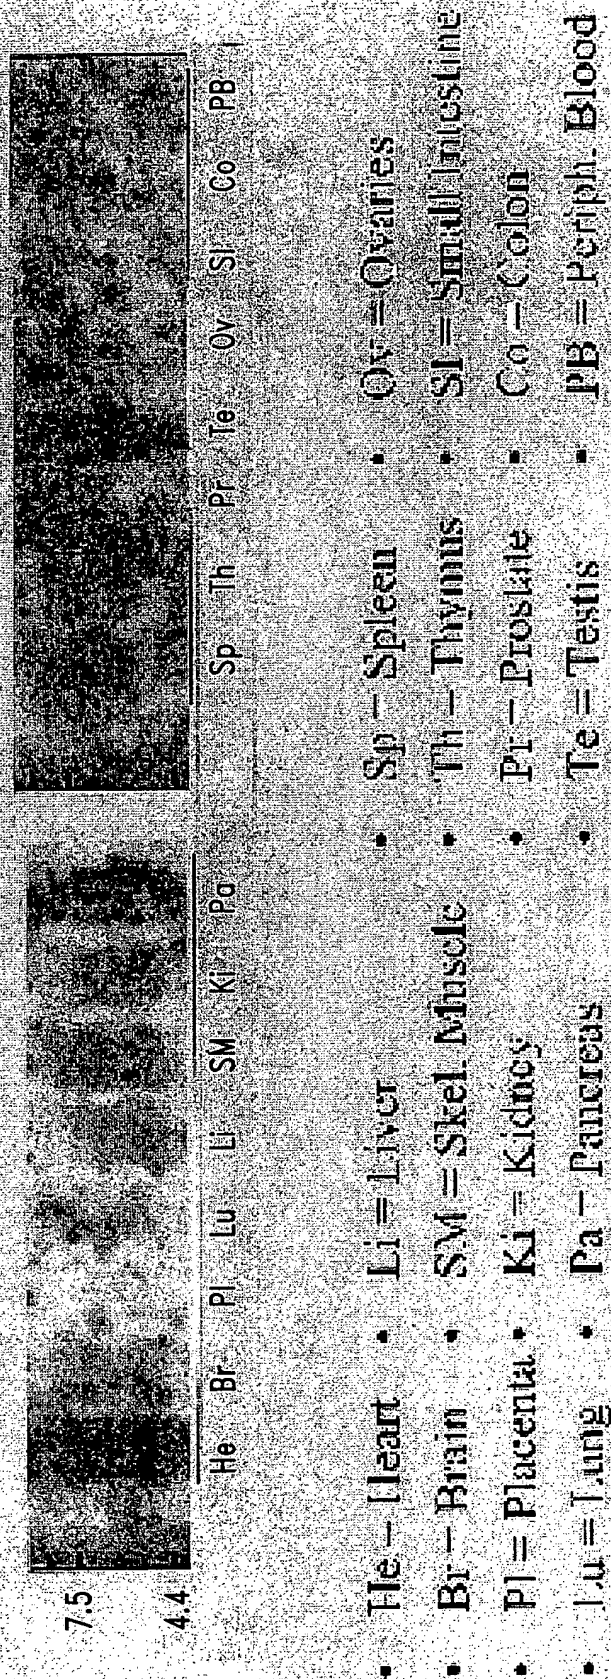 7.5
4.4
He Br Pl Lu Li SM Ki Pa Sp Th Pr Te Ov SI Co PB
• He – Heart • Li = Liver • Sp – Spleen • Ov = Ovaries
• Br – Brain • SM = Skel. Muscle • Th – Thymus • SI = Small Intestine
• Pl = Placenta • Ki = Kidney • Pr – Prostate • Co – Colon
• Lu = Lung • Pa – Pancreas • Te = Testis • PB = Periph. Blood